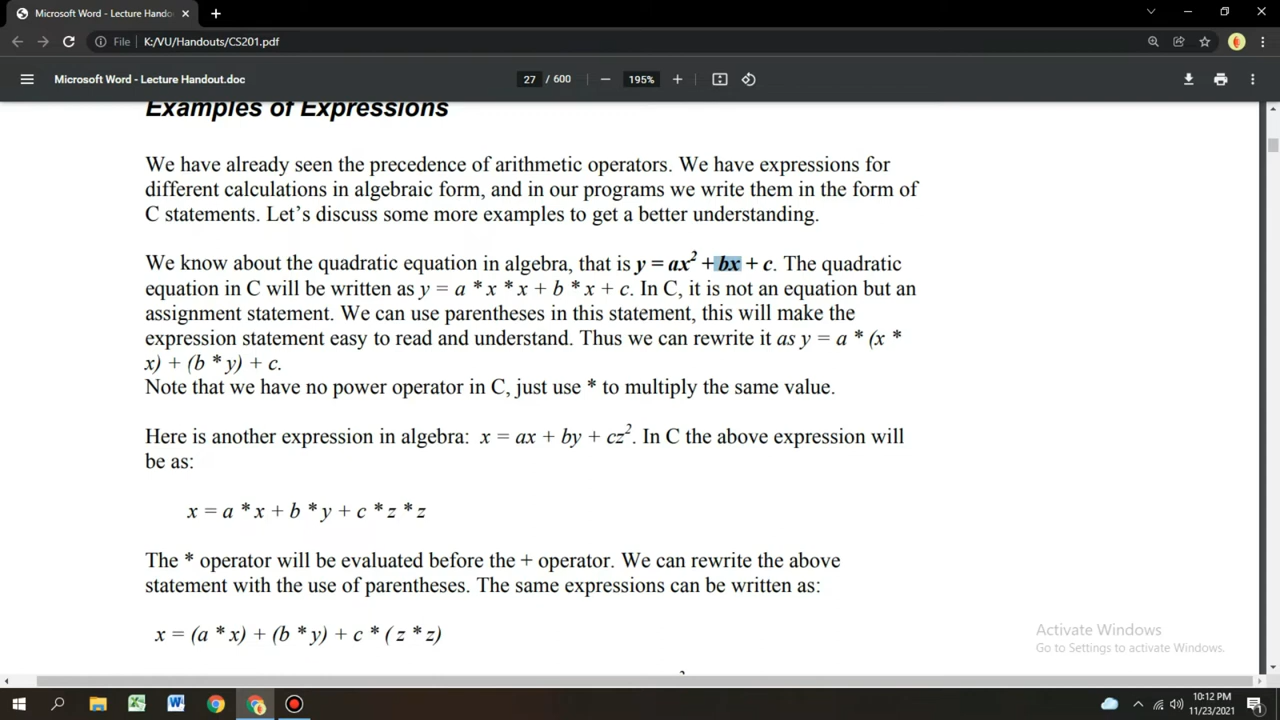 Microsoft Word - Lecture Hando
File
K:/VU/Handouts/CS201.pdf
Microsoft Word - Lecture Handout.doc
27 / 600
195%
Examples of Expressions
We have already seen the precedence of arithmetic operators. We have expressions for
different calculations in algebraic form, and in our programs we write them in the form of
C statements. Let's discuss some more examples to get a better understanding.
We know about the quadratic equation in algebra, that is y = ax² + bx + c. The quadratic
equation in C will be written as y = a * x * x + b * x + c. In C, it is not an equation but an
assignment statement. We can use parentheses in this statement, this will make the
expression statement easy to read and understand. Thus we can rewrite it as y = a * (x *
x) + (b * y) + c.
Note that we have no power operator in C, just use * to multiply the same value.
Here is another expression in algebra: x = ax + by + cz². In C the above expression will
be as:
x = a * x + b * y + c * z * z
The * operator will be evaluated before the + operator. We can rewrite the above
statement with the use of parentheses. The same expressions can be written as:
x = (a * x) + (b * y) + c * ( z * z)
Activate Windows
Go to Settings to activate Windows.
10:12 PM
11/23/2021